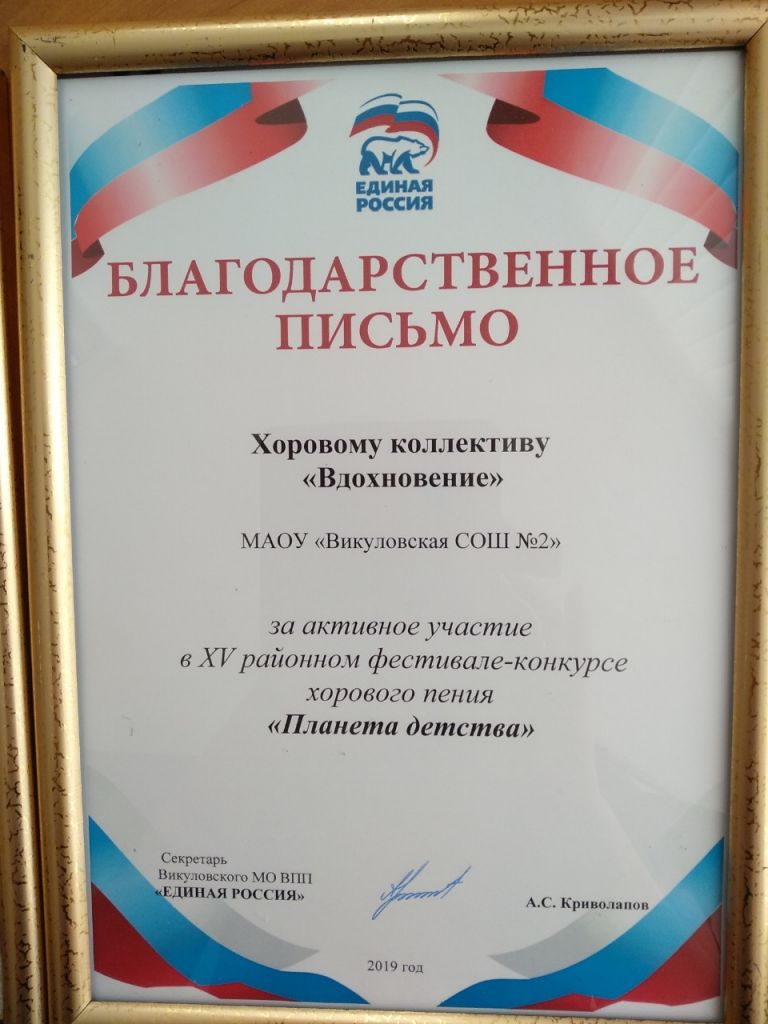 ЕДИНАЯ
РОССИЯ
БЛАГОДАРСТВЕННОЕ
ПИСЬМО
Хоровому коллективу
«Вдохновение»
МАОУ «Викуловская СОШ №2»
за активное участие
в XV районном фестивале-конкурсе
хорового пения
«Планета детства»
Секретарь
Викуловского МО ВПП
«ЕДИНАЯ РОССИЯ»
А.С. Криволапов
2019 год